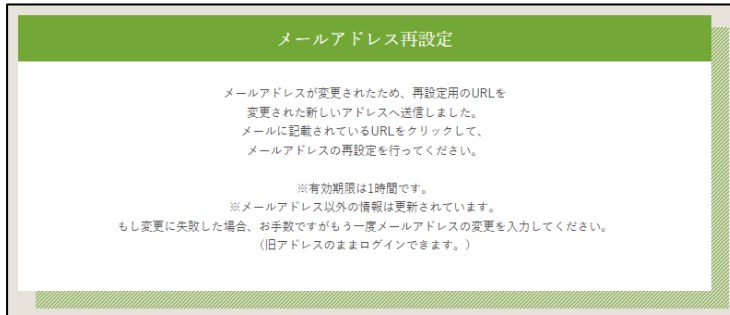 メールアドレス再設定
メールアドレスが変更されたため、再設定用のURLを
変更された新しいアドレスへ送信しました。
メールに記載されているURLをクリックして、
メールアドレスの再設定を行ってください。
※有効期限は1時間です。
※メールアドレス以外の情報は更新されています。
もし変更に失敗した場合、お手数ですがもう一度メールアドレスの変更を入力してください。
（旧アドレスのままログインできます。）